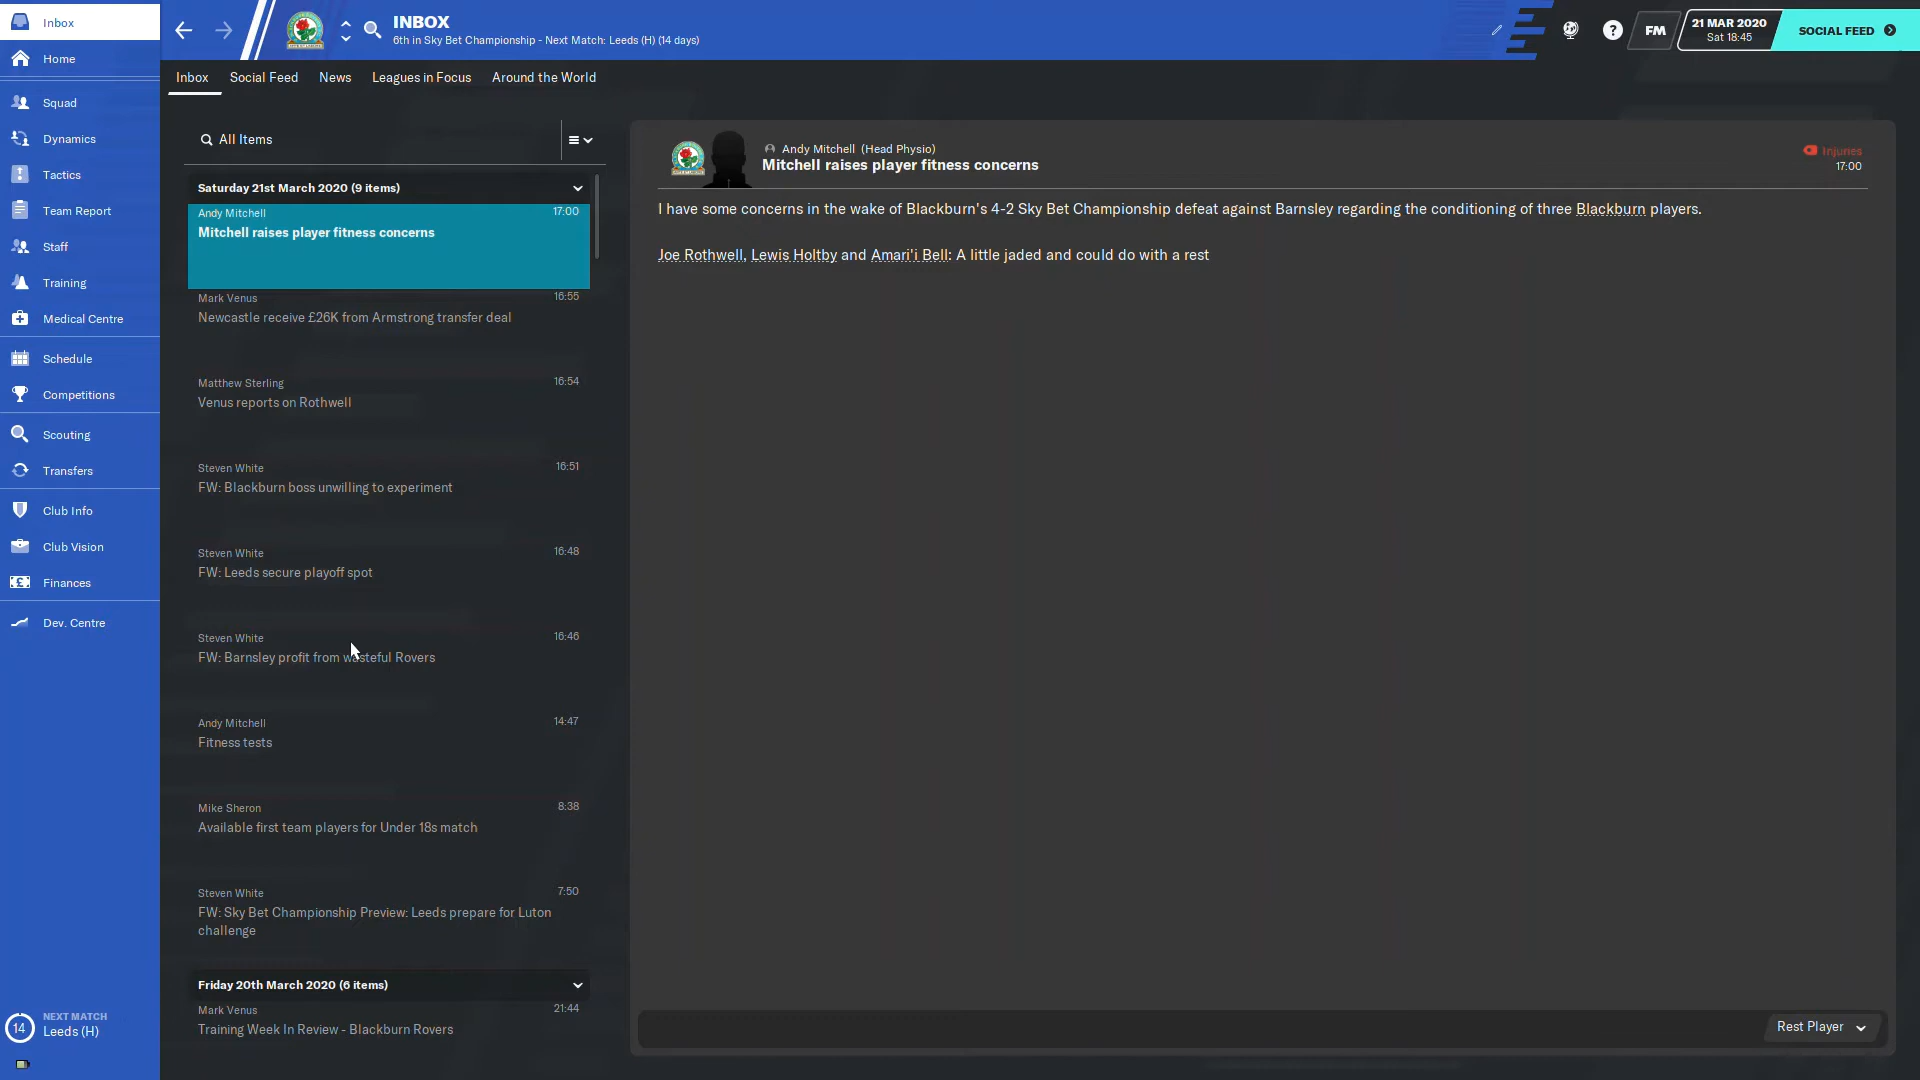 Inbox
Home
Squad
Dynamics
Tactics
Team Report
Staff
Training
Medical Centre
Schedule
Competitions
Scouting
Transfers
Club Info
Club Vision
Finances
Dev. Centre
14
NEXT MATCH
Leeds (H)
INBOX
6th in Sky Bet Championship - Next Match: Leeds (H) (14 days)
?
FM
21 MAR 2020
Sat 18:45
SOCIAL FEED
Inbox
Social Feed
News
Leagues in Focus
Around the World
All Items
Saturday 21st March 2020 (9 items)
Andy Mitchell 17:00
Mitchell raises player fitness concerns
Mark Venus 16:55
Newcastle receive £26K from Armstrong transfer deal
Matthew Sterling 16:54
Venus reports on Rothwell
Steven White 16:51
FW: Blackburn boss unwilling to experiment
Steven White 16:48
FW: Leeds secure playoff spot
Steven White 16:46
FW: Barnsley profit from wasteful Rovers
Andy Mitchell 14:47
Fitness tests
Mike Sheron 8:38
Available first team players for Under 18s match
Steven White 7:50
FW: Sky Bet Championship Preview: Leeds prepare for Luton
challenge
Friday 20th March 2020 (6 items)
Mark Venus 21:44
Training Week In Review - Blackburn Rovers
Andy Mitchell (Head Physio)
Mitchell raises player fitness concerns
Injuries
17:00
I have some concerns in the wake of Blackburn's 4-2 Sky Bet Championship defeat against Barnsley regarding the conditioning of three Blackburn players.
Joe Rothwell, Lewis Holtby and Amari'i Bell: A little jaded and could do with a rest
Rest Player